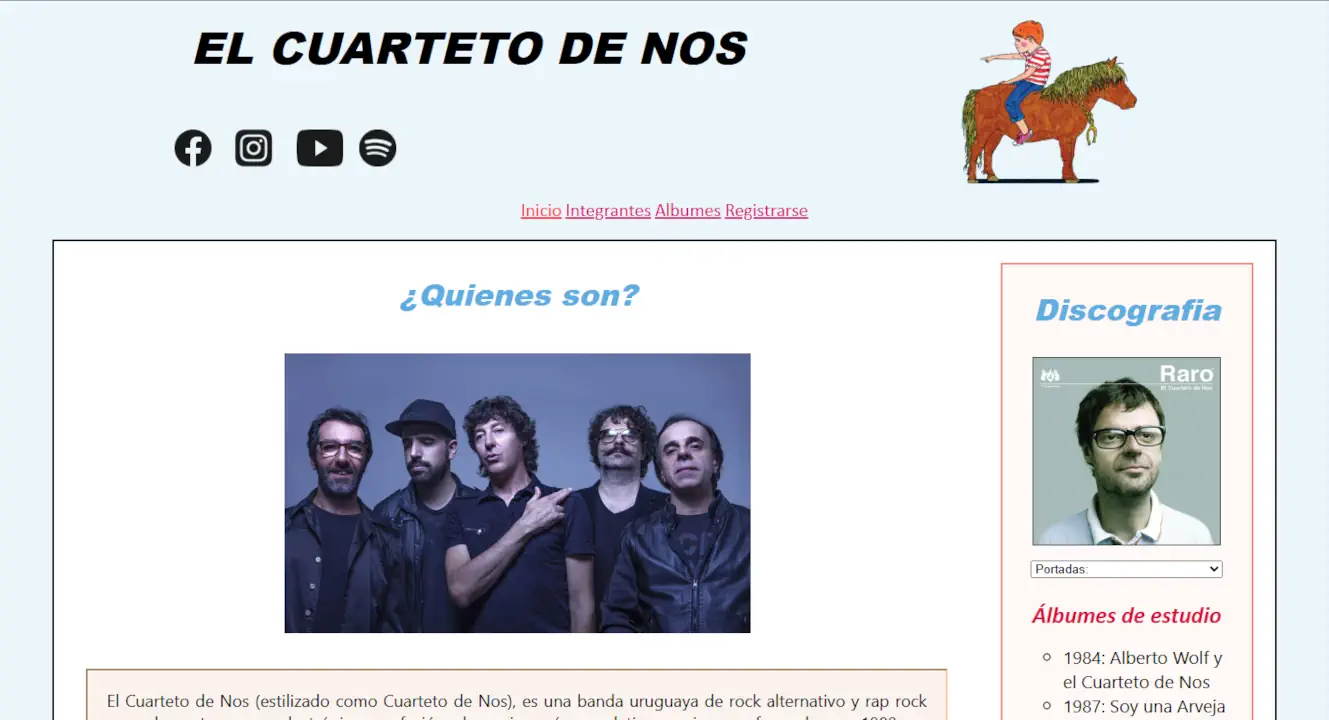 EL CUARTETO DE NOS
Inicio Integrantes Albumes Registrarse
¿Quienes son?
El Cuarteto de Nos (estilizado como Cuarteto de Nos), es una banda uruguaya de rock alternativo y rap rock
Discografia
Raro
El Cuarteto de Nos
Portadas:
Álbumes de estudio
1984: Alberto Wolf y
el Cuarteto de Nos
1987: Soy una Arveja